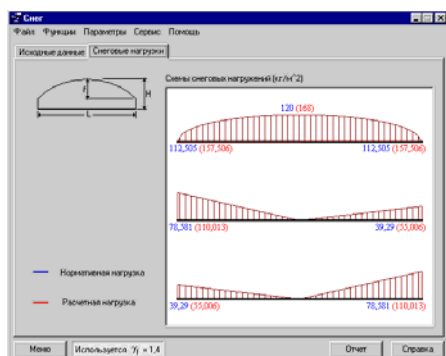 Снег
Файл Функции Параметры Сервис Помощь
Исходные данные Снеговые нагрузки
Схемы снеговых нагружений (кг/м^2)
f H
L
120 (168)
112,505 (157,506) 112,505 (157,506)
78,581 (110,013) 39,29 (55,006)
39,29 (55,006) 78,581 (110,013)
Нормативная нагрузка
Расчетная нагрузка
Меню Используется γf = 1,4 Отчет Справка